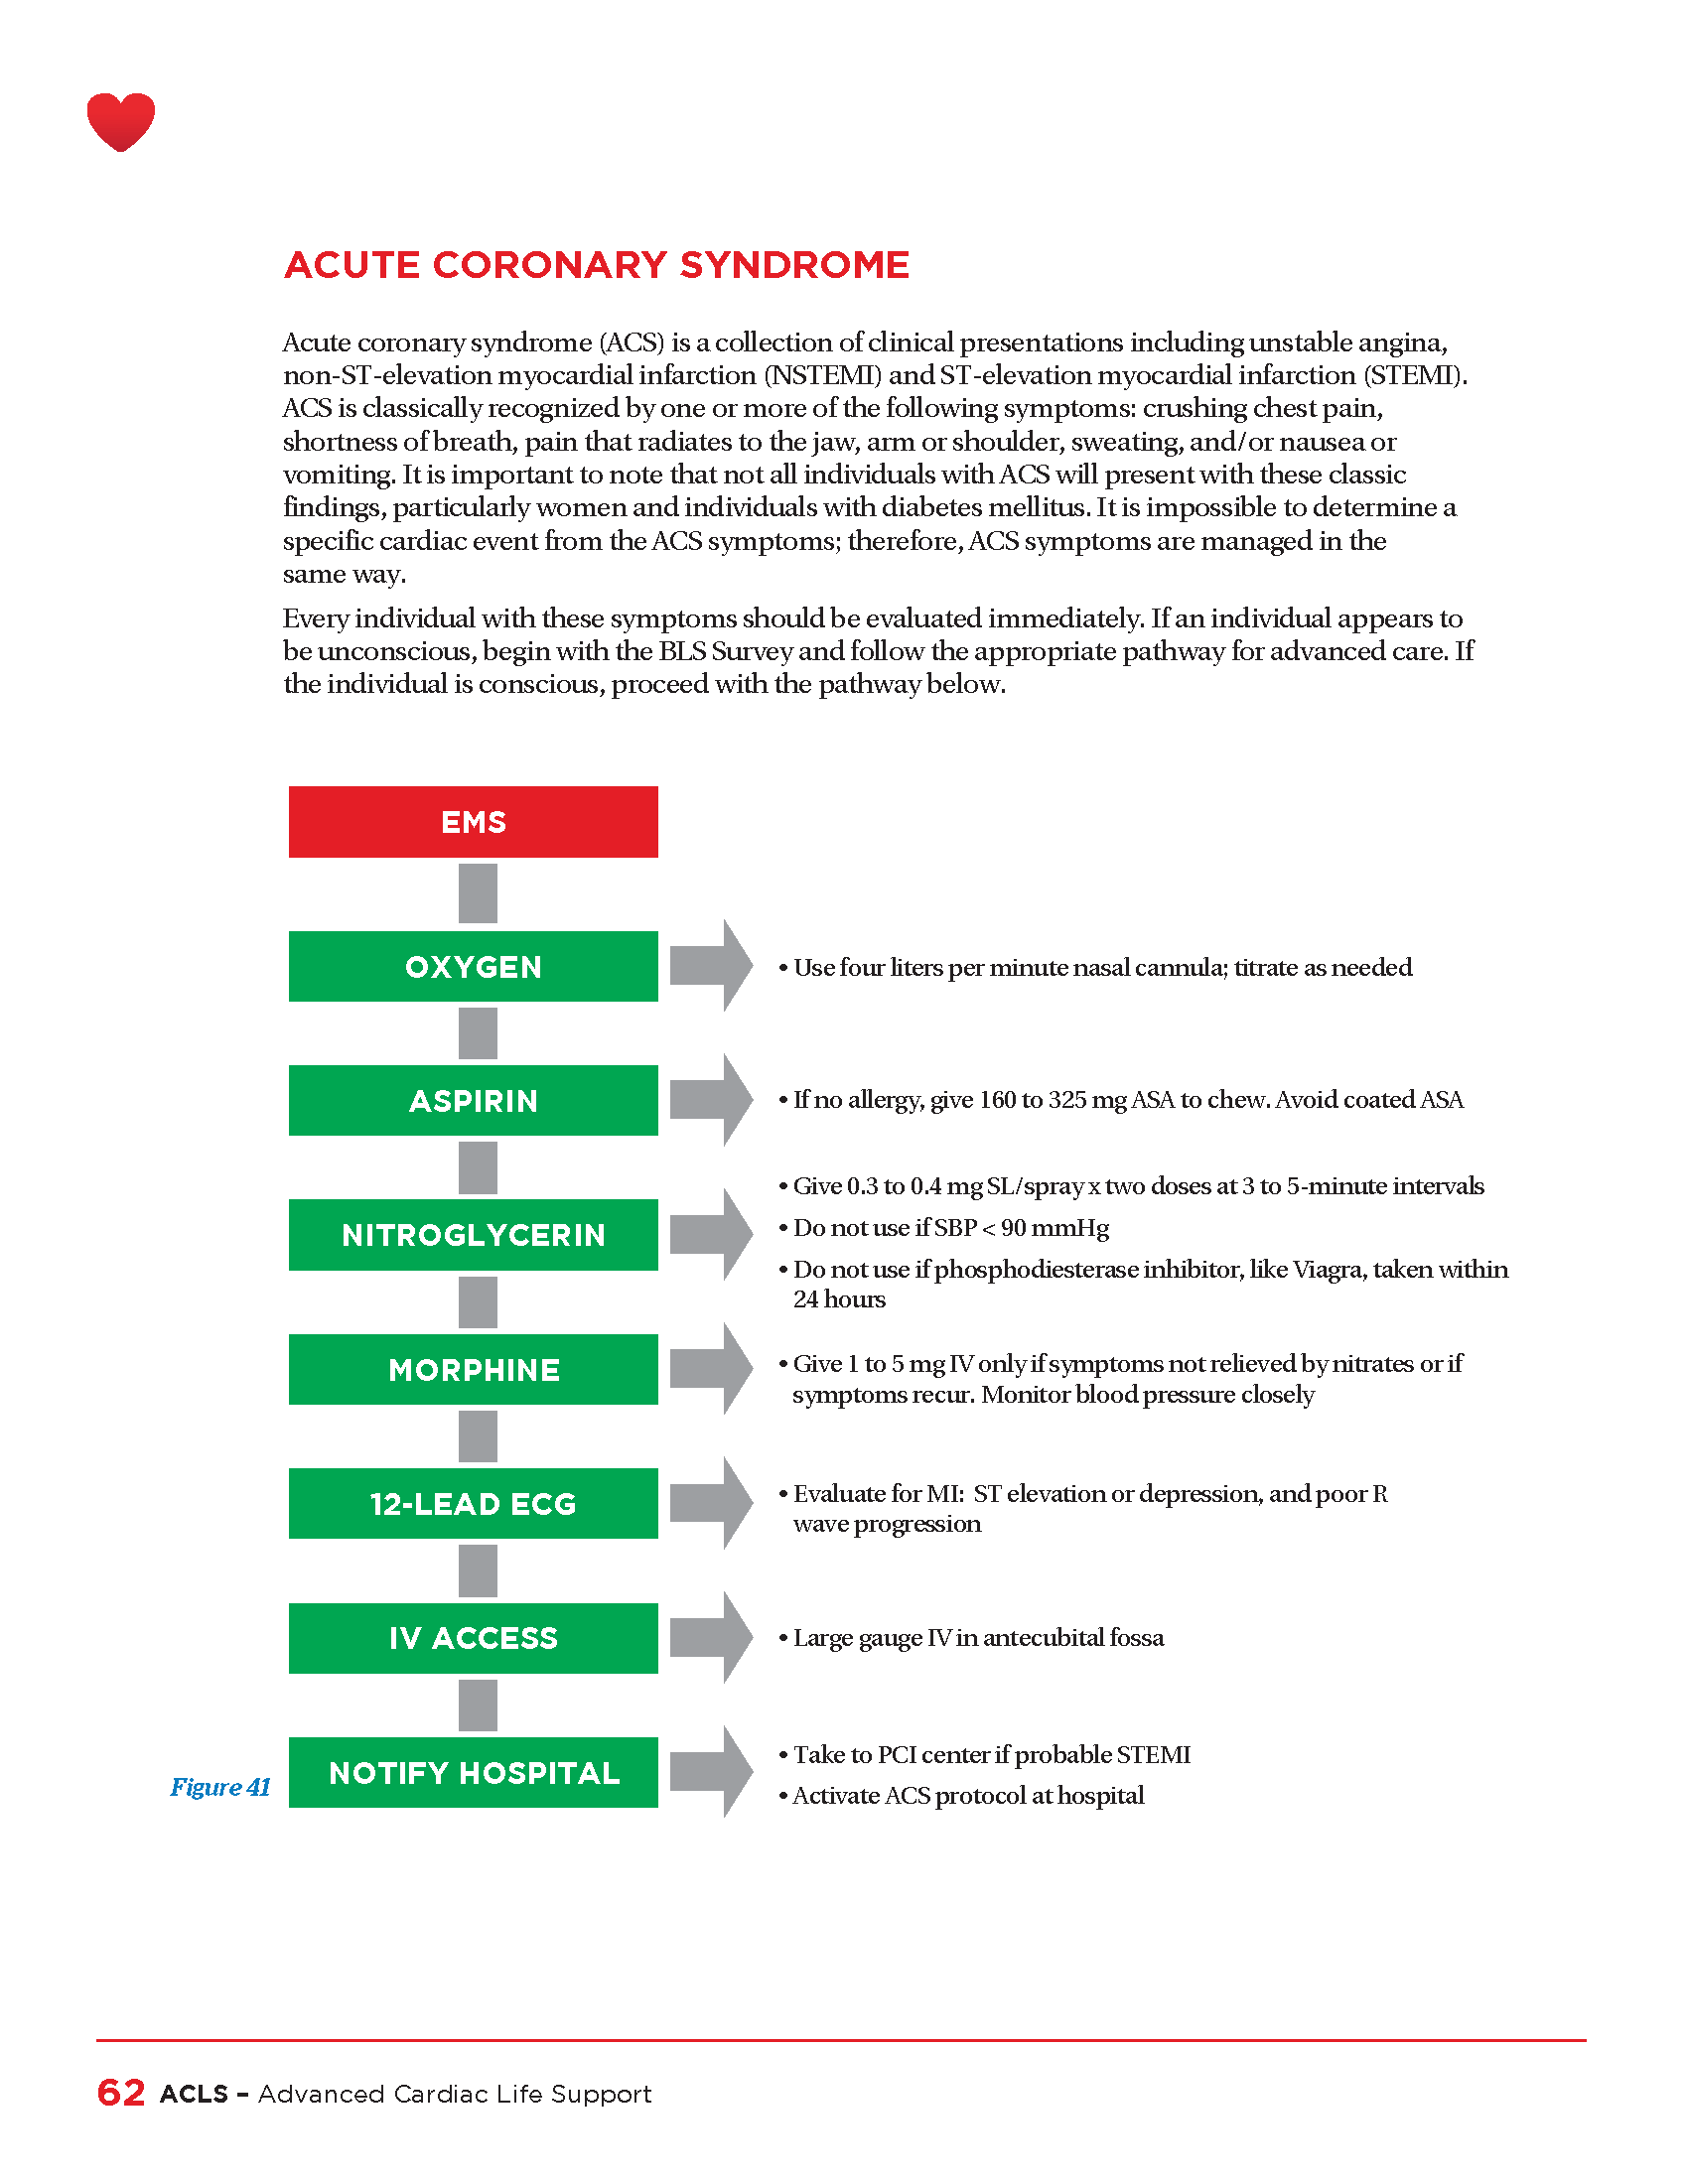 ACUTE CORONARY SYNDROME
Acute coronary syndrome (ACS) is a collection of clinical presentations including unstable angina,
non-ST-elevation myocardial infarction (NSTEMI) and ST-elevation myocardial infarction (STEMI).
ACS is classically recognized by one or more of the following symptoms: crushing chest pain,
shortness of breath, pain that radiates to the jaw, arm or shoulder, sweating, and/or nausea or
vomiting. It is important to note that not all individuals with ACS will present with these classic
findings, particularly women and individuals with diabetes mellitus. It is impossible to determine a
specific cardiac event from the ACS symptoms; therefore, ACS symptoms are managed in the
same way.
Every individual with these symptoms should be evaluated immediately. If an individual appears to
be unconscious, begin with the BLS Survey and follow the appropriate pathway for advanced care. If
the individual is conscious, proceed with the pathway below.
EMS
OXYGEN
• Use four liters per minute nasal cannula; titrate as needed
ASPIRIN
• If no allergy, give 160 to 325 mg ASA to chew. Avoid coated ASA
NITROGLYCERIN
• Give 0.3 to 0.4 mg SL/spray x two doses at 3 to 5-minute intervals
• Do not use if SBP < 90 mmHg
• Do not use if phosphodiesterase inhibitor, like Viagra, taken within
24 hours
MORPHINE
• Give 1 to 5 mg IV only if symptoms not relieved by nitrates or if
symptoms recur. Monitor blood pressure closely
12-LEAD ECG
• Evaluate for MI: ST elevation or depression, and poor R
wave progression
IV ACCESS
• Large gauge IV in antecubital fossa
NOTIFY HOSPITAL
• Take to PCI center if probable STEMI
• Activate ACS protocol at hospital
Figure 41
62 ACLS – Advanced Cardiac Life Support